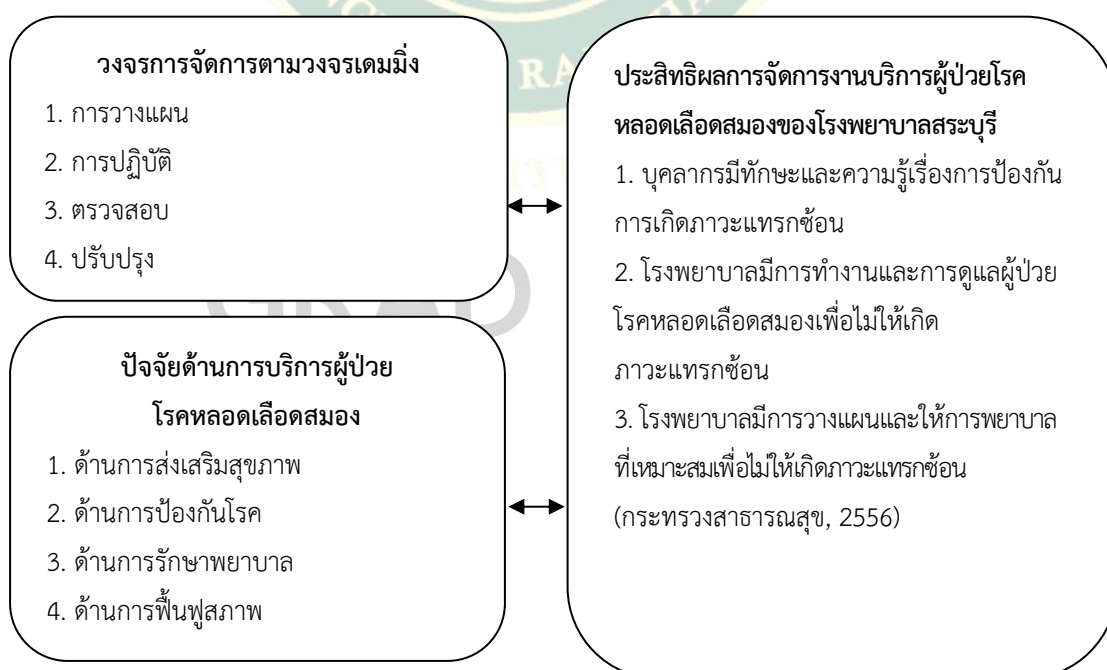 วงจรการจัดการตามวงจรเดมมิ่ง
1. การวางแผน
2. การปฏิบัติ
3. ตรวจสอบ
4. ปรับปรุง
ปัจจัยด้านการบริการผู้ป่วย
โรคหลอดเลือดสมอง
1. ด้านการส่งเสริมสุขภาพ
2. ด้านการป้องกันโรค
3. ด้านการรักษาพยาบาล
4. ด้านการฟื้นฟูสภาพ
ประสิทธิผลการจัดการงานบริการผู้ป่วยโรค
หลอดเลือดสมองของโรงพยาบาลสระบุรี
1. บุคลากรมีทักษะและความรู้เรื่องการป้องกัน
การเกิดภาวะแทรกซ้อน
2. โรงพยาบาลมีการทำงานและการดูแลผู้ป่วย
โรคหลอดเลือดสมองเพื่อไม่ให้เกิด
ภาวะแทรกซ้อน
3. โรงพยาบาลมีการวางแผนและให้การพยาบาล
ที่เหมาะสมเพื่อไม่ให้เกิดภาวะแทรกซ้อน
(กระทรวงสาธารณสุข, 2556)